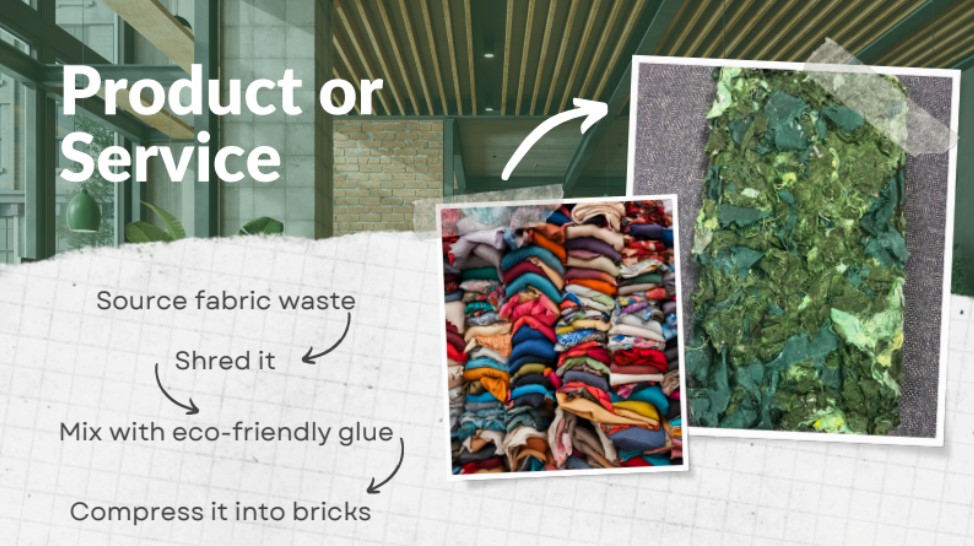 Product or
Service
Source fabric waste
Shred it
Mix with eco-friendly glue
Compress it into bricks